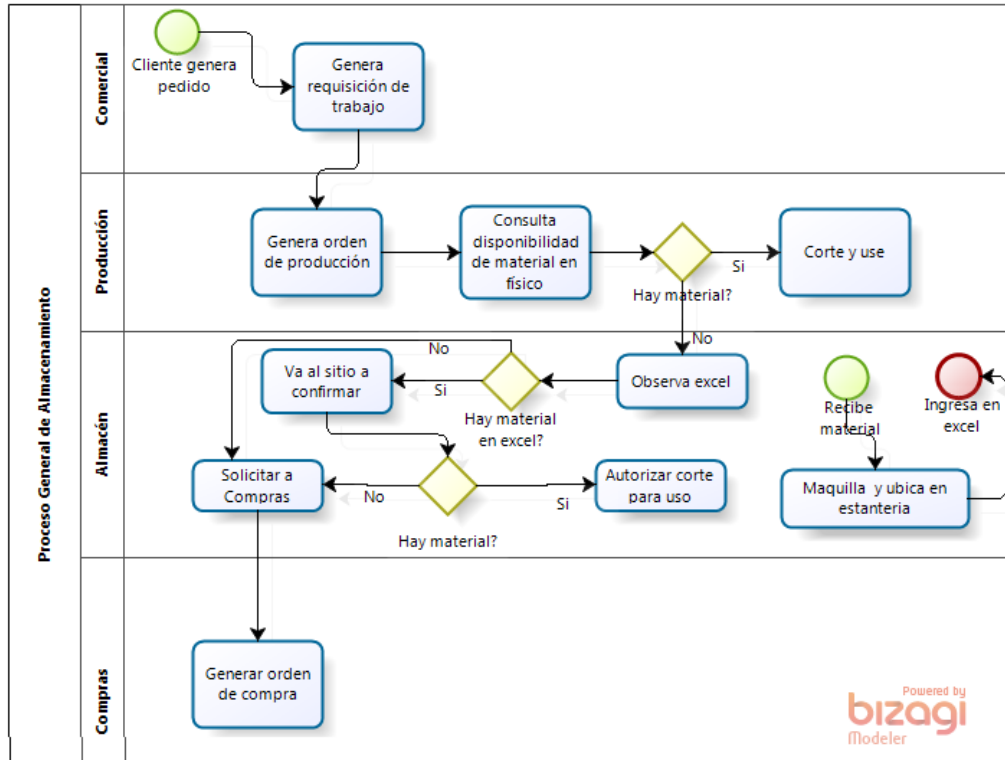 Proceso General de Almacenamiento
Comercial
Cliente genera
pedido
Genera
requisición de
trabajo
Producción
Genera orden
de producción
Consulta
disponibilidad
de material en
físico
Hay material?
Si
No
Corte y use
Almacén
Va al sitio a
confirmar
No
Si
Hay material
en excel?
Observa excel
Recibe
material
Ingresa en
excel
Solicitar a
Compras
No
Si
Hay material?
Autorizar corte
para uso
Maquilla y ubica en
estanteria
Compras
Generar orden
de compra
Powered by
bizagi
Modeler